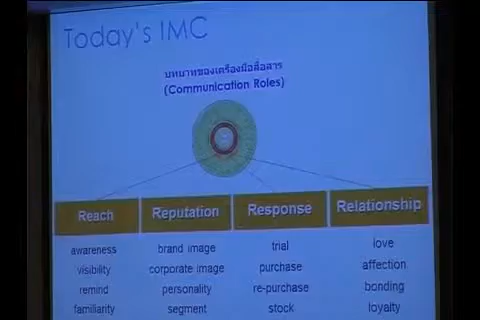 Today's IMC
บทบาทของเครื่องมือสื่อสาร
(Communication Roles)
Reach Reputation Response Relationship
awareness brand image trial love
visibility corporate image purchase affection
remind personality re-purchase bonding
familiarity segment stock loyalty